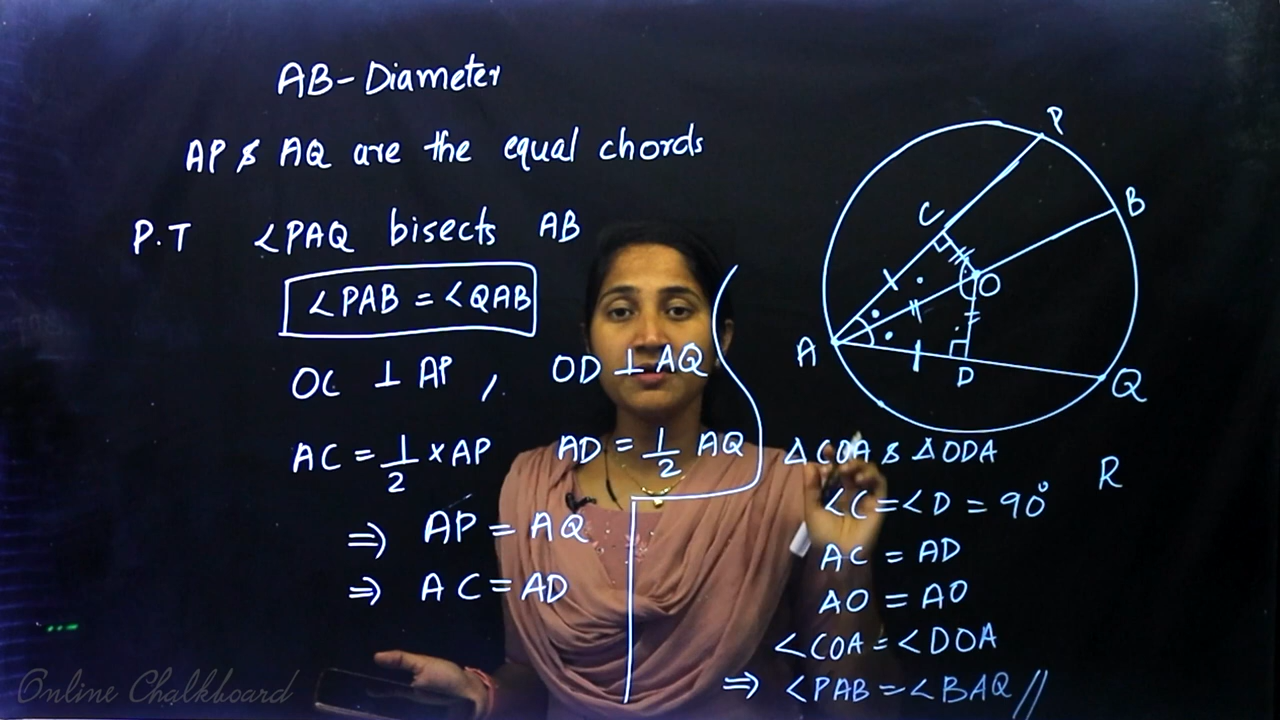 AB-Diameter
AP & AQ are the equal chords
P.T ∠PAQ bisects AB
∠PAB = ∠QAB
OC ⊥ AP, OD ⊥ AQ
AC = 1/2 × AP AD = 1/2 AQ
⇒ AP = AQ
⇒ AC = AD
P
B
C
O
A
D
Q
△COA & △ODA
R
∠C = ∠D = 90°
AC = AD
AO = AO
∠COA = ∠DOA
⇒ ∠PAB = ∠BAQ //
Online Chalkboard